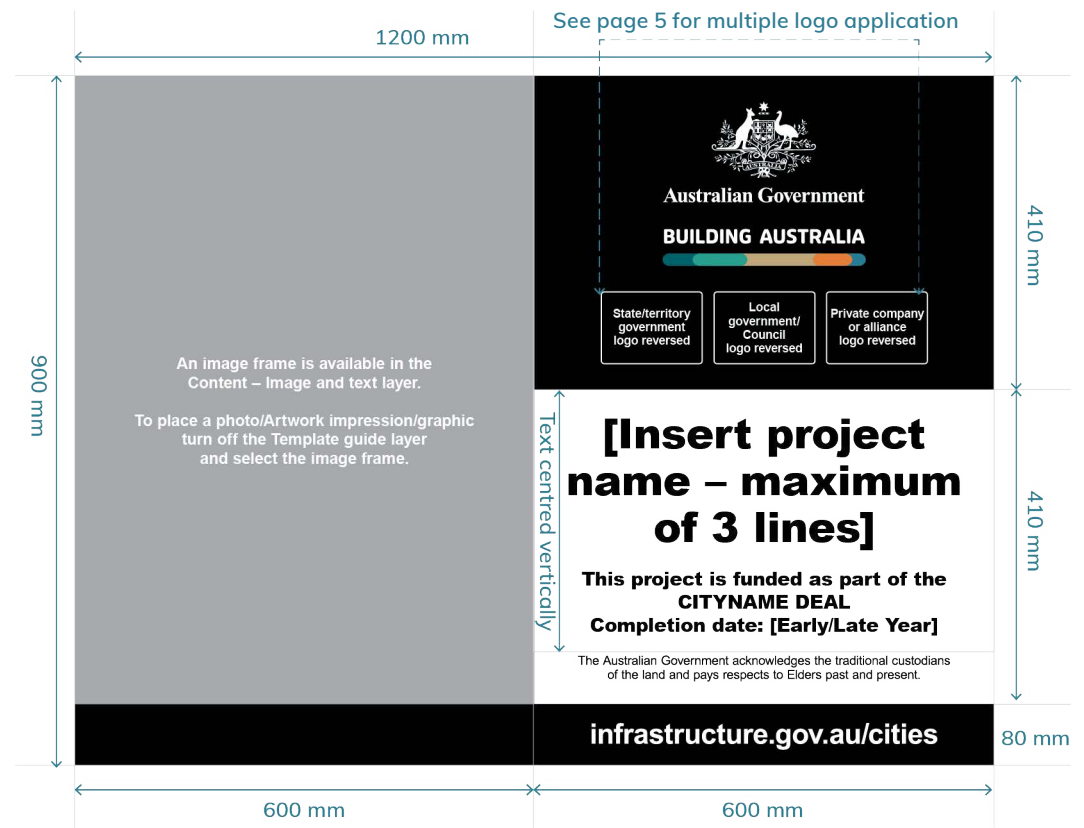 See page 5 for multiple logo application
1200 mm
AUSTRALIA
Australian Government
BUILDING AUSTRALIA
State/territory
government
logo reversed
Local
government/
Council
logo reversed
Private company
or alliance
logo reversed
410 mm
900 mm
An image frame is available in the
Content – Image and text layer.
To place a photo/Artwork impression/graphic
turn off the Template guide layer
and select the image frame.
Text centred vertically
[Insert project
name – maximum
of 3 lines]
This project is funded as part of the
CITYNAME DEAL
Completion date: [Early/Late Year]
410 mm
The Australian Government acknowledges the traditional custodians
of the land and pays respects to Elders past and present.
infrastructure.gov.au/cities
80 mm
600 mm
600 mm